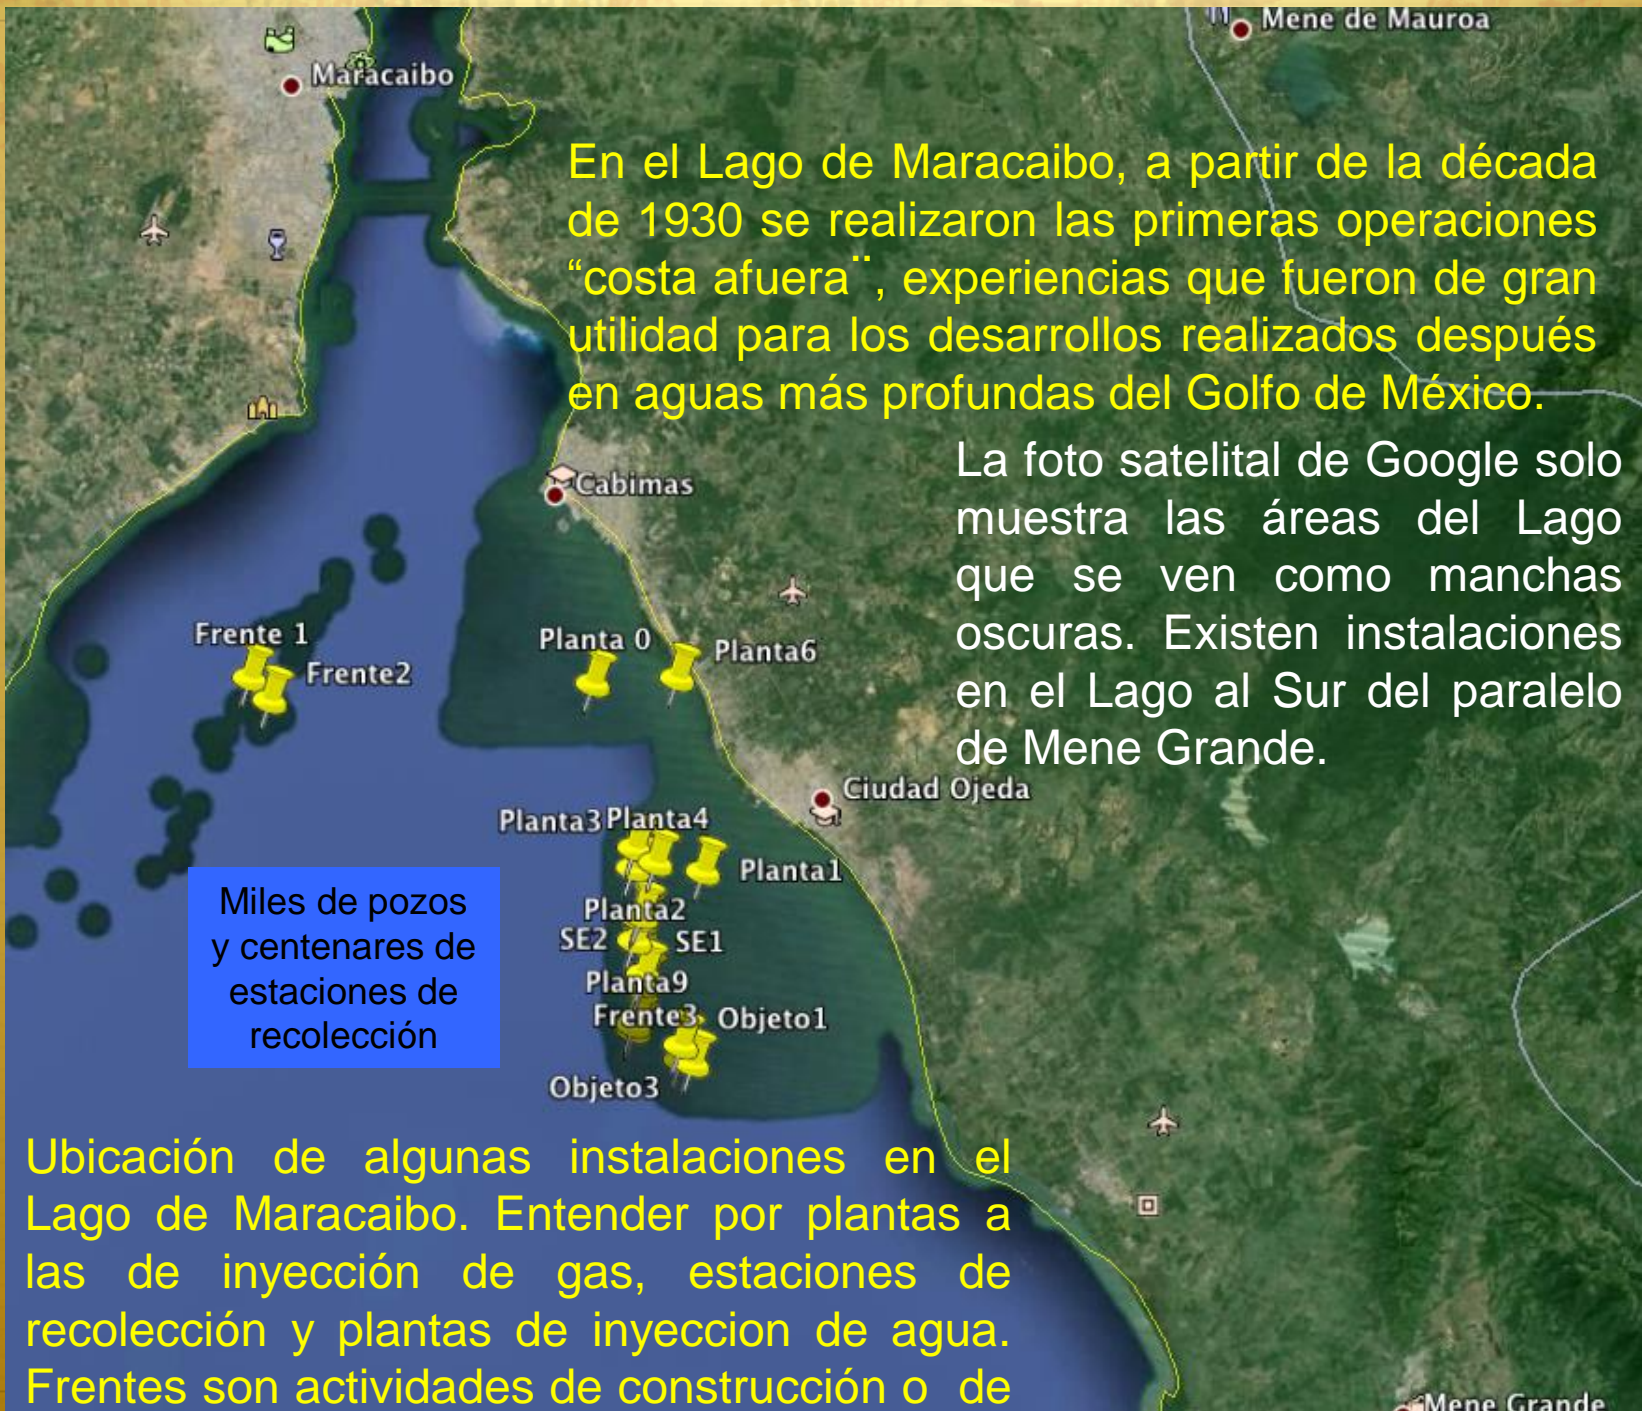 Mene de Mauroa
Maracaibo
En el Lago de Maracaibo, a partir de la década
de 1930 se realizaron las primeras operaciones
“costa afuera¨, experiencias que fueron de gran
utilidad para los desarrollos realizados después
en aguas más profundas del Golfo de México.
La foto satelital de Google solo
muestra las áreas del Lago
que se ven como manchas
oscuras. Existen instalaciones
en el Lago al Sur del paralelo
de Mene Grande.
Cabimas
Frente 1
Frente2
Planta 0
Planta6
Ciudad Ojeda
Planta3 Planta4
Planta1
Planta2
SE2 SE1
Planta9
Frente3 Objeto1
Objeto3
Miles de pozos
y centenares de
estaciones de
recolección
Ubicación de algunas instalaciones en el
Lago de Maracaibo. Entender por plantas a
las de inyección de gas, estaciones de
recolección y plantas de inyeccion de agua.
Frentes son actividades de construcción o de
Mene Grande